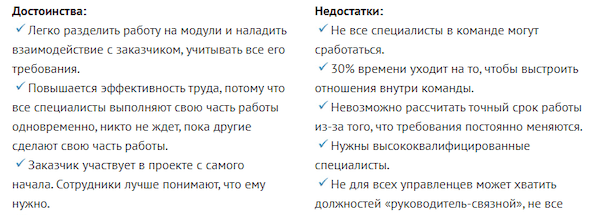 Достоинства:
Легко разделить работу на модули и наладить
взаимодействие с заказчиком, учитывать все его
требования.
Повышается эффективность труда, потому что
все специалисты выполняют свою часть работы
одновременно, никто не ждет, пока другие
сделают свою часть работы.
Заказчик участвует в проекте с самого
начала. Сотрудники лучше понимают, что ему
нужно.
Недостатки:
Не все специалисты в команде могут
сработаться.
30% времени уходит на то, чтобы выстроить
отношения внутри команды.
Невозможно рассчитать точный срок работы
из-за того, что требования постоянно меняются.
Нужны высококвалифицированные
специалисты.
Не для всех управленцев может хватить
должностей «руководитель-связной», не все